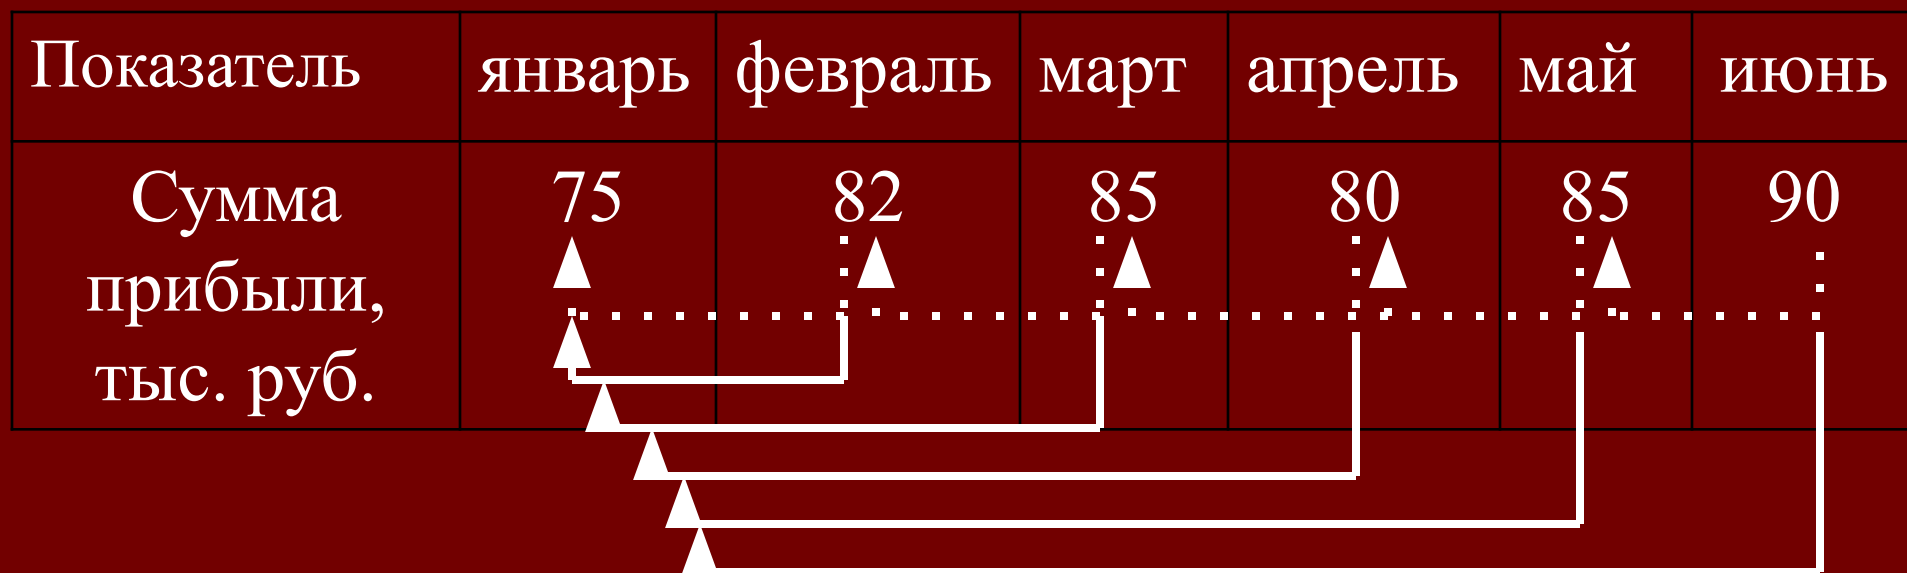 Показатель январь февраль март апрель май июнь
Сумма 75 82 85 80 85 90
прибыли,
тыс. руб.